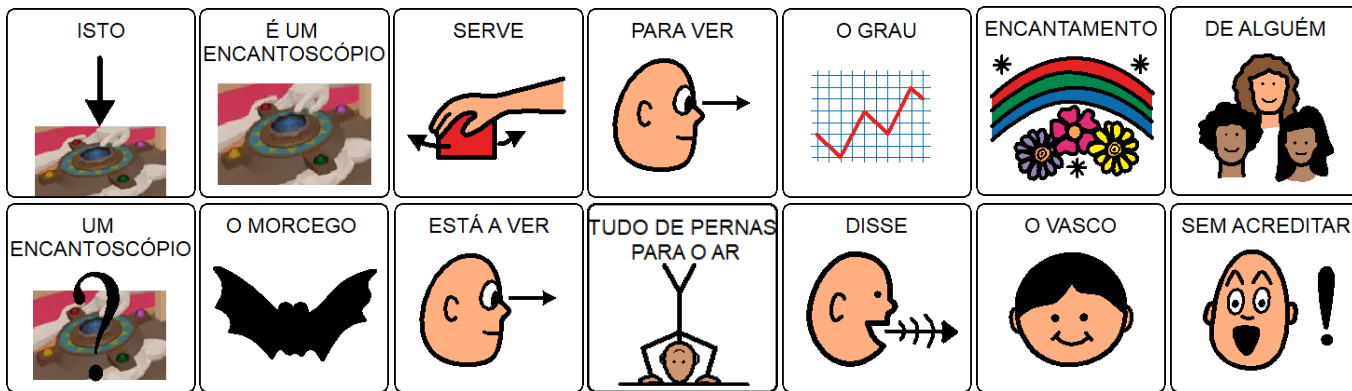 ISTO
É UM
ENCANTOSCÓPIO
SERVE
PARA VER
O GRAU
ENCANTAMENTO
DE ALGUÉM
UM
ENCANTOSCÓPIO
?
O MORCEGO
ESTÁ A VER
TUDO DE PERNAS
PARA O AR
DISSE
O VASCO
SEM ACREDITAR
!